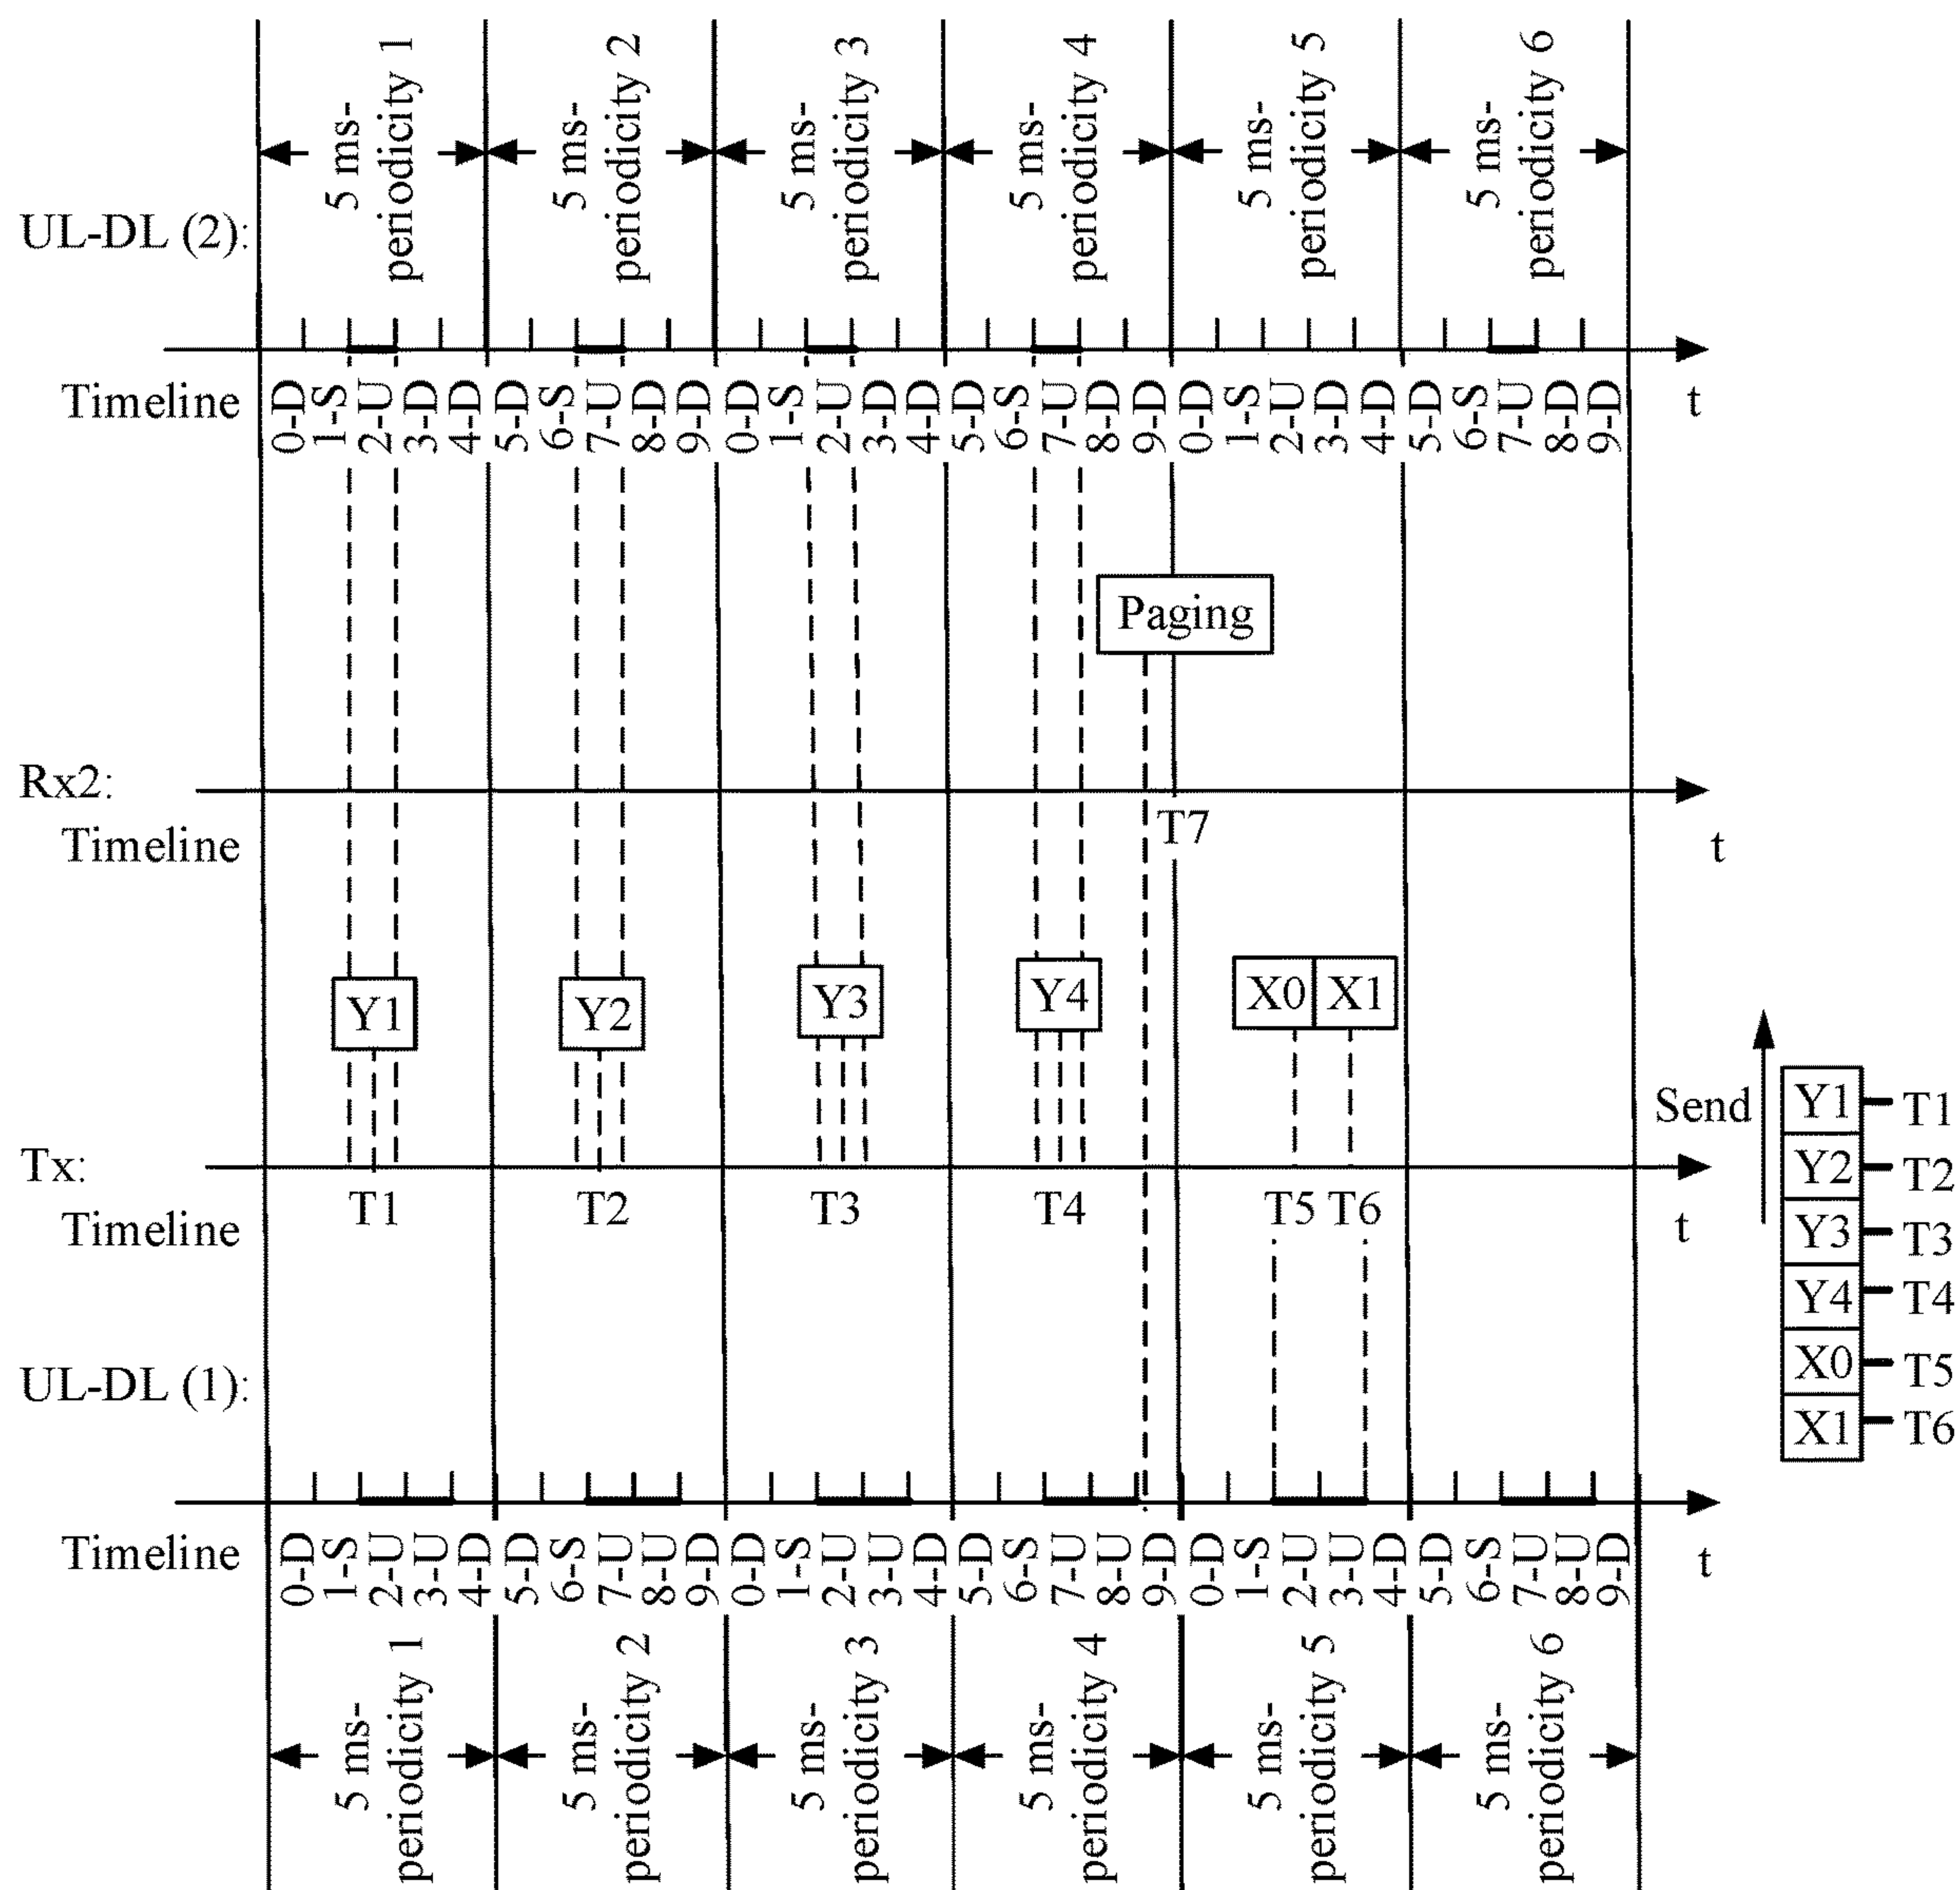 5 ms-
periodicity 1
5 ms-
periodicity 2
5 ms-
periodicity 3
5 ms-
periodicity 4
5 ms-
periodicity 5
5 ms-
periodicity 6
UL-DL (2):
Timeline
0-D
1-S
2-U
3-D
4-D
5-D
6-S
7-U
8-D
9-D
0-D
1-S
2-U
3-D
4-D
5-D
6-S
7-U
8-D
9-D
0-D
1-S
2-U
3-D
4-D
5-D
6-S
7-U
8-D
9-D
t
Paging
Rx2:
T7
Timeline
t
Y1
Y2
Y3
Y4
X0
X1
Tx:
T1
T2
T3
T4
T5
T6
Timeline
t
Send
Y1
T1
Y2
T2
Y3
T3
Y4
T4
X0
T5
X1
T6
UL-DL (1):
Timeline
0-D
1-S
2-U
3-U
4-D
5-D
6-S
7-U
8-U
9-D
0-D
1-S
2-U
3-U
4-D
5-D
6-S
7-U
8-U
9-D
0-D
1-S
2-U
3-U
4-D
5-D
6-S
7-U
8-U
9-D
t
5 ms-
periodicity 1
5 ms-
periodicity 2
5 ms-
periodicity 3
5 ms-
periodicity 4
5 ms-
periodicity 5
5 ms-
periodicity 6